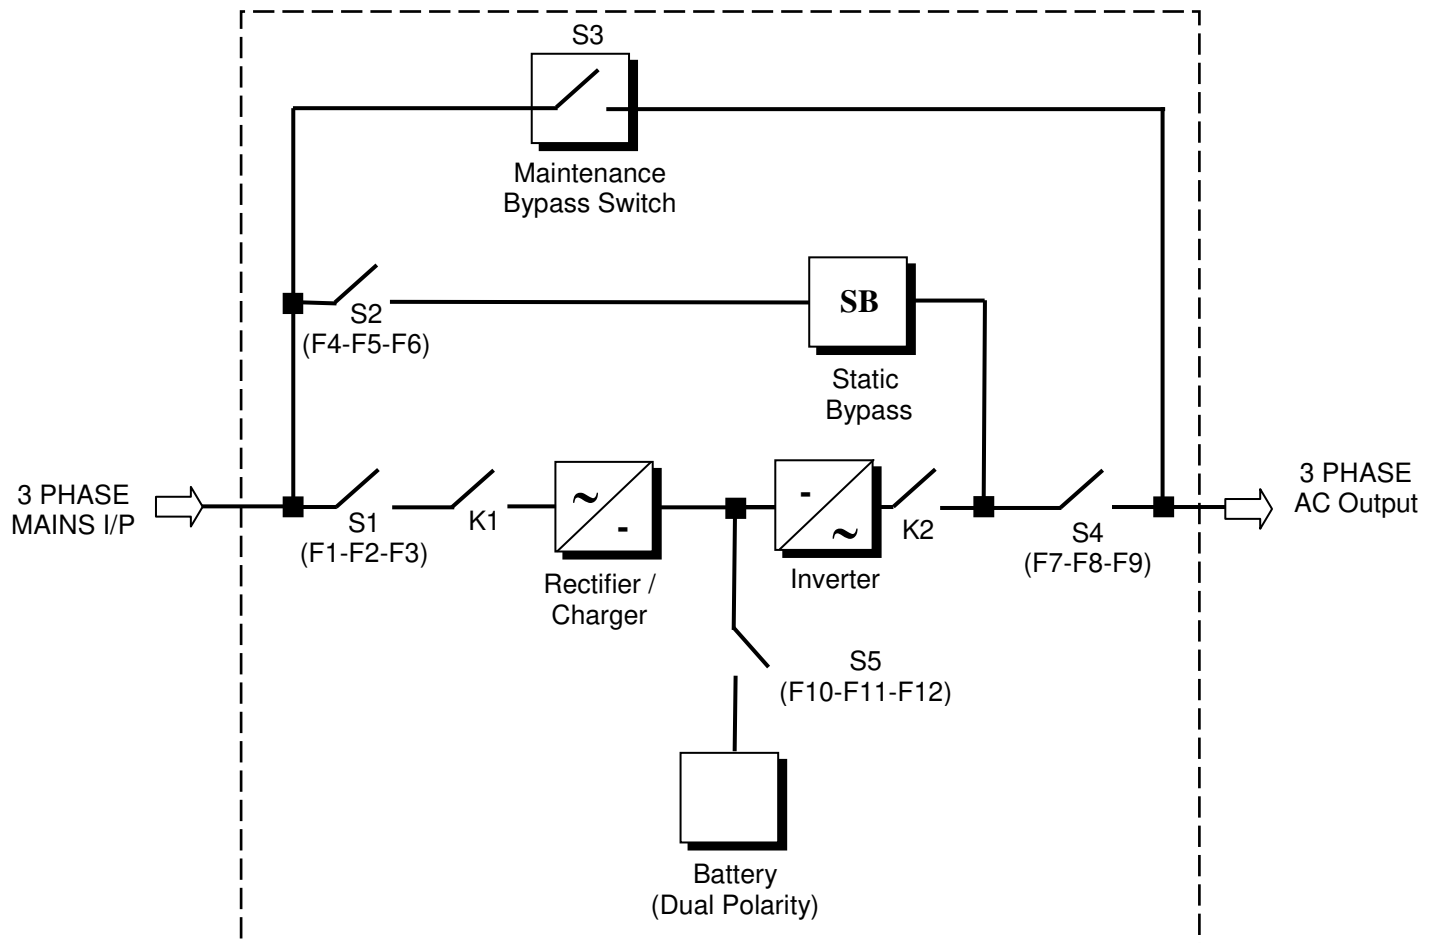 S3
Maintenance
Bypass Switch
S2
(F4-F5-F6)
SB
Static
Bypass
3 PHASE
MAINS I/P
S1
(F1-F2-F3)
K1
~
-
Rectifier /
Charger
-
~
Inverter
K2
S4
(F7-F8-F9)
3 PHASE
AC Output
S5
(F10-F11-F12)
Battery
(Dual Polarity)